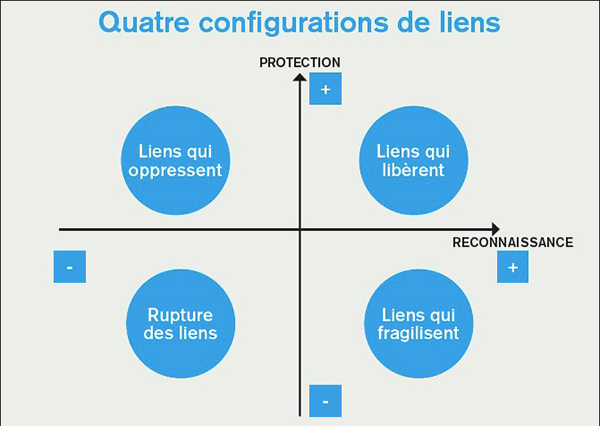 Quatre configurations de liens
PROTECTION
+
Liens qui
oppressent
Liens qui
libèrent
RECONNAISSANCE
-
+
Rupture
des liens
Liens qui
fragilisent
-